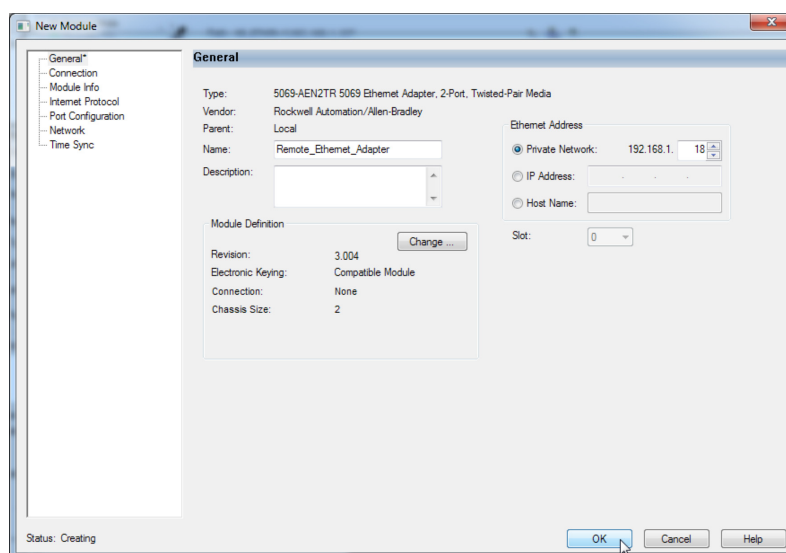 New Module
General*
Connection
Module Info
Internet Protocol
Port Configuration
Network
Time Sync
General
Type: 5069-AEN2TR 5069 Ethernet Adapter, 2-Port, Twisted-Pair Media
Vendor: Rockwell Automation/Allen-Bradley
Parent: Local
Name: Remote_Ethernet_Adapter
Description:
Ethernet Address
Private Network: 192.168.1. 18
IP Address: . . .
Host Name:
Slot: 0
Module Definition
Change ...
Revision: 3.004
Electronic Keying: Compatible Module
Connection: None
Chassis Size: 2
Status: Creating
OK Cancel Help